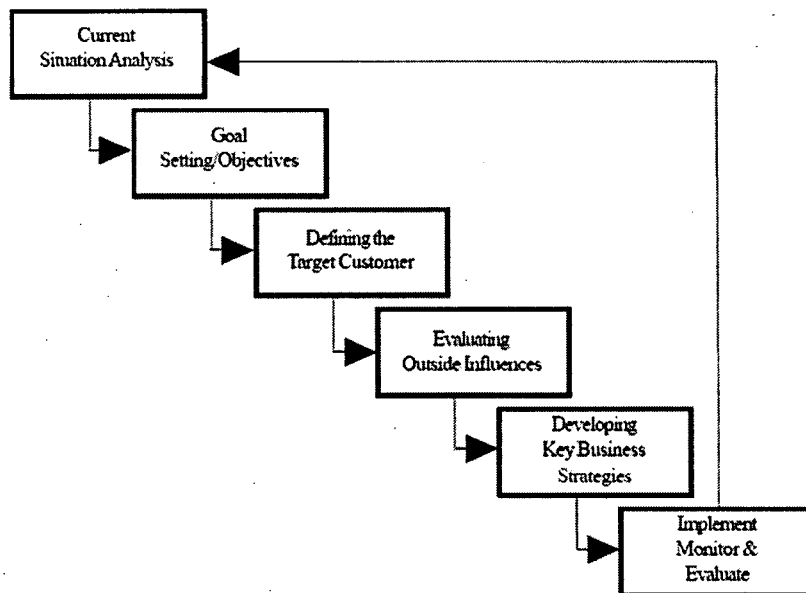 Current
Situation Analysis
Goal
Setting/Objectives
Defining the
Target Customer
Evaluating
Outside Influences
Developing
Key Business
Strategies
Implement
Monitor &
Evaluate